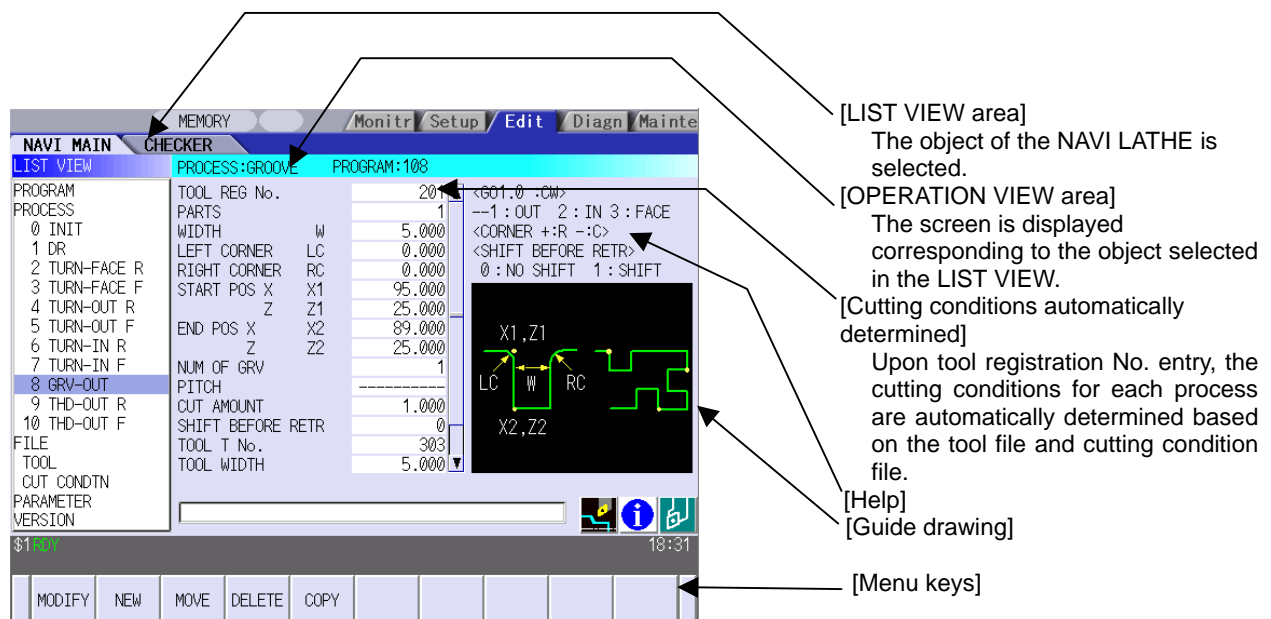 MEMORY
Monitr Setup Edit Diagn Mainte
NAVI MAIN CHECKER
LIST VIEW
PROCESS:GROOVE PROGRAM:108
PROGRAM
PROCESS
0 INIT
1 DR
2 TURN-FACE R
3 TURN-FACE F
4 TURN-OUT R
5 TURN-OUT F
6 TURN-IN R
7 TURN-IN F
8 GRV-OUT
9 THD-OUT R
10 THD-OUT F
FILE
TOOL
CUT CONDTN
PARAMETER
VERSION
TOOL REG No. 201
PARTS 1
WIDTH W 5.000
LEFT CORNER LC 0.000
RIGHT CORNER RC 0.000
START POS X X1 95.000
Z Z1 25.000
END POS X X2 89.000
Z Z2 25.000
NUM OF GRV 1
PITCH ----------
CUT AMOUNT 1.000
SHIFT BEFORE RETR 0
TOOL T No. 303
TOOL WIDTH 5.000
<G01.0 :CW>
--1:OUT 2:IN 3:FACE
<CORNER +:R -:C>
<SHIFT BEFORE RETR>
0:NO SHIFT 1:SHIFT
X1,Z1
LC W RC
X2,Z2
$1 RDY 18:31
MODIFY NEW MOVE DELETE COPY
[LIST VIEW area]
The object of the NAVI LATHE is
selected.
[OPERATION VIEW area]
The screen is displayed
corresponding to the object selected
in the LIST VIEW.
[Cutting conditions automatically
determined]
Upon tool registration No. entry, the
cutting conditions for each process
are automatically determined based
on the tool file and cutting condition
file.
[Help]
[Guide drawing]
[Menu keys]